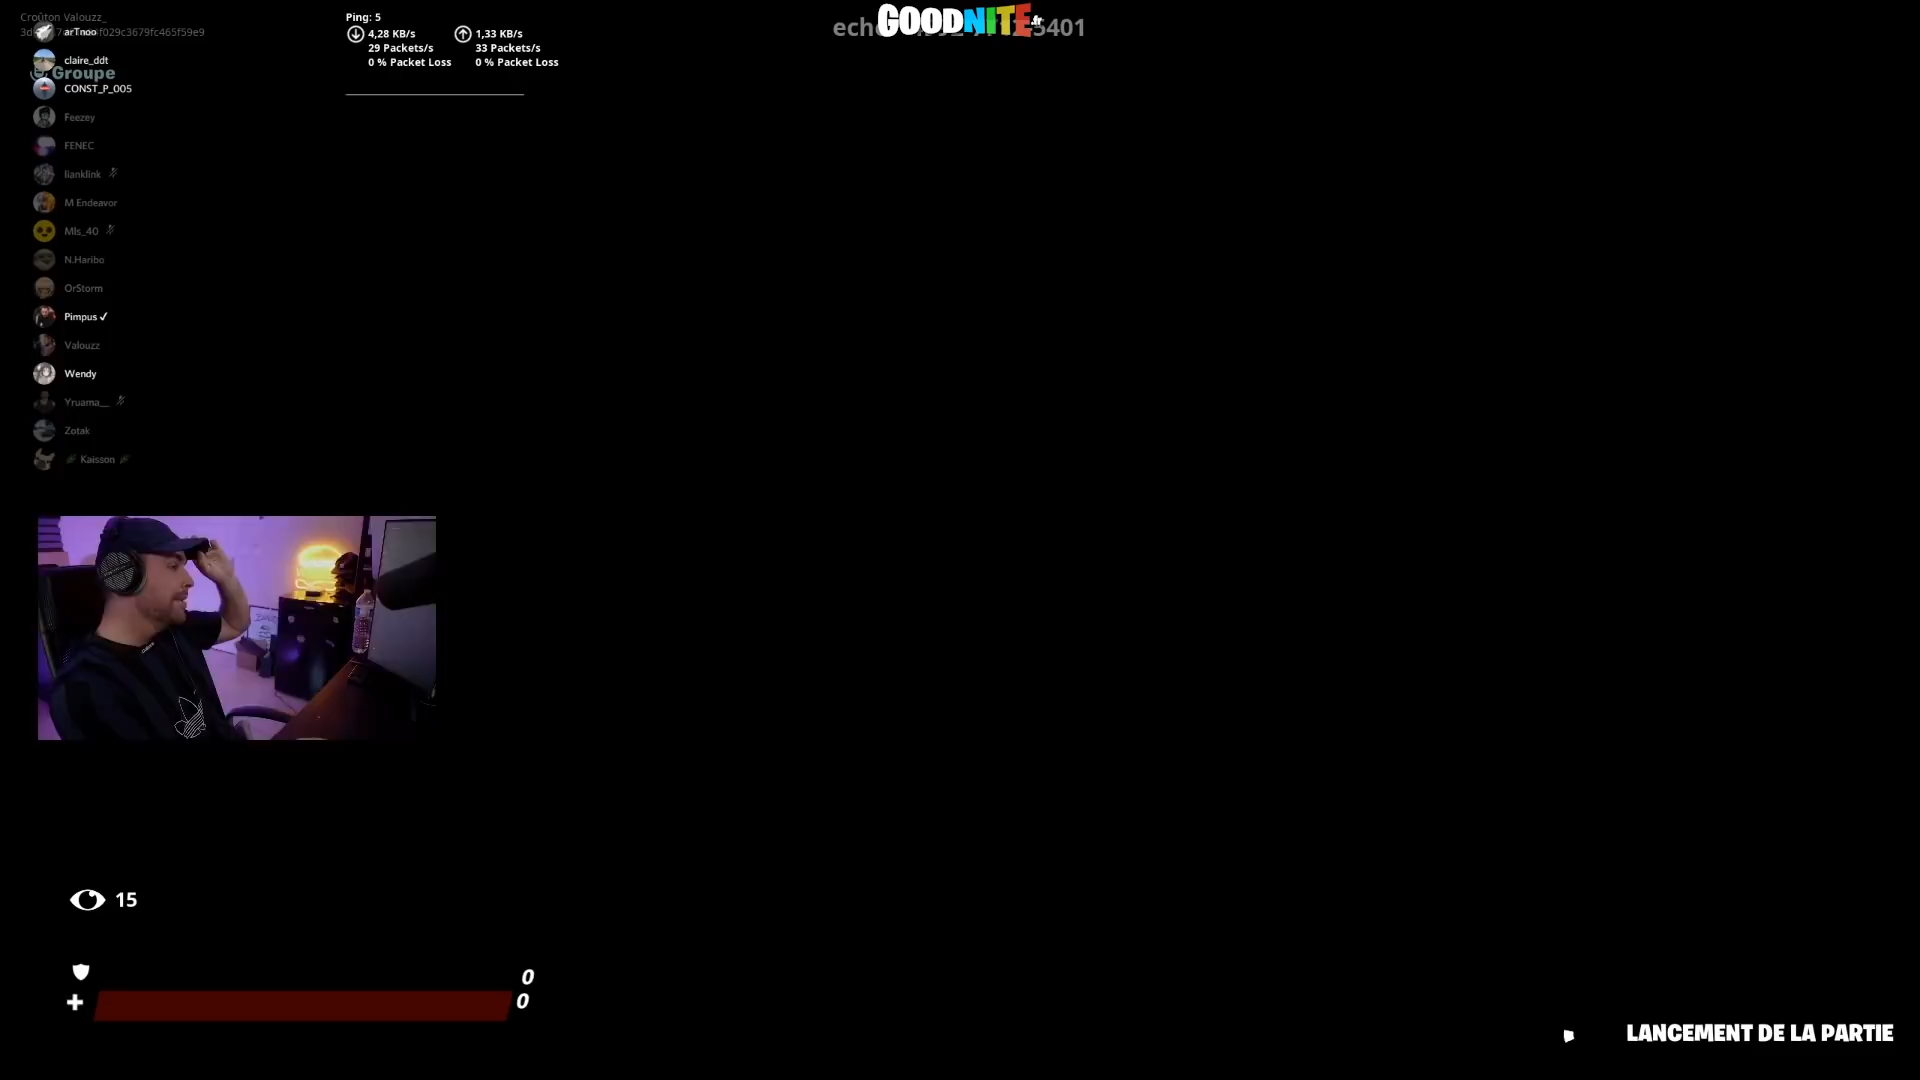 Croûton Valouzz_
arTnoo
claire_ddt
Groupe
CONST_P_005
Feezey
FENEC
lianklink
M Endeavor
Mls_40
N.Haribo
OrStorm
Pimpus ✓
Valouzz
Wendy
Yruama__
Zotak
Kaisson
Ping: 5
4,28 KB/s 1,33 KB/s
29 Packets/s 33 Packets/s
0 % Packet Loss 0 % Packet Loss
GOODNITE.fr
15
0
0
LANCEMENT DE LA PARTIE